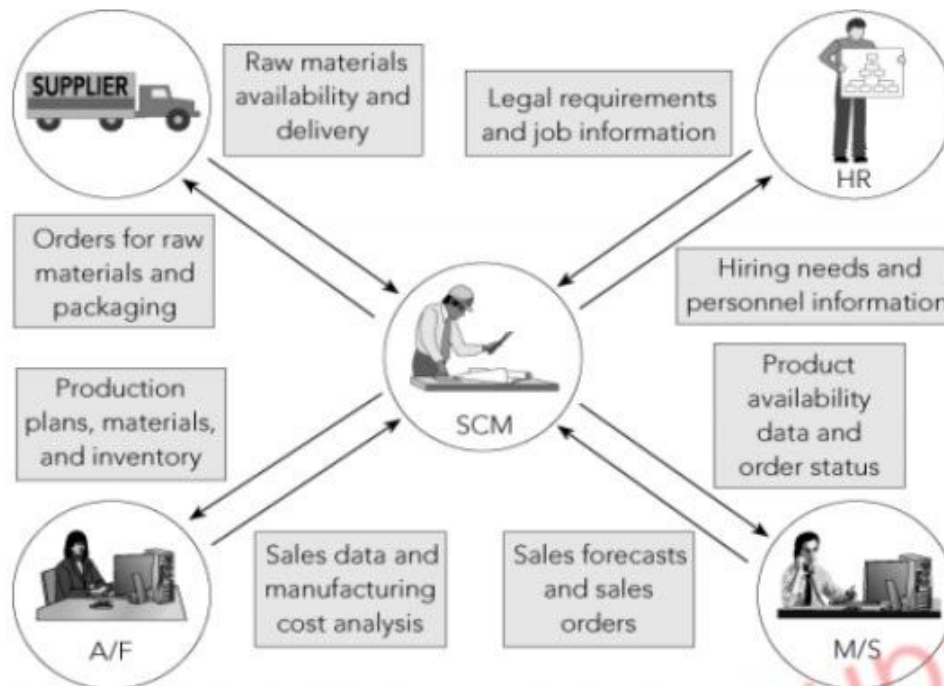 SUPPLIER
Raw materials
availability and
delivery
Legal requirements
and job information
HR
Orders for raw
materials and
packaging
Hiring needs and
personnel information
SCM
Production
plans, materials,
and inventory
Product
availability
data and
order status
Sales data and
manufacturing
cost analysis
Sales forecasts
and sales
orders
A/F
M/S